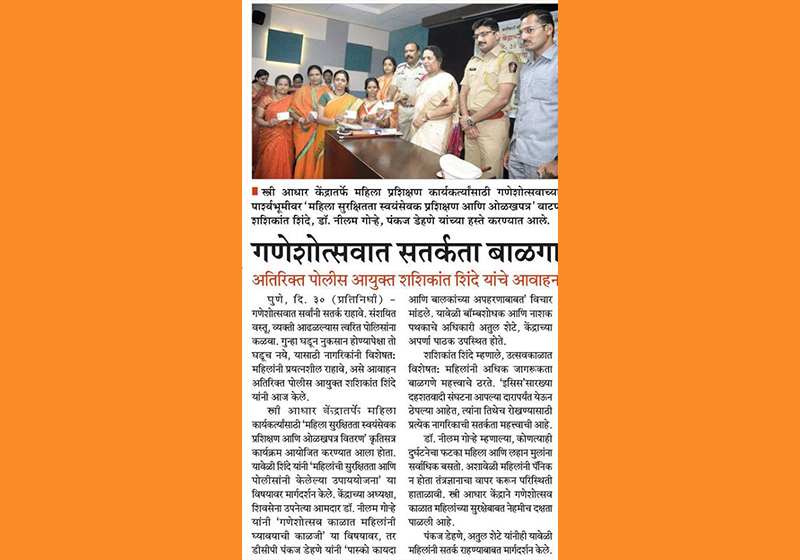 ■ स्त्री आधार केंद्रातर्फे महिला प्रशिक्षण कार्यकर्त्यांसाठी गणेशोत्सवाच्या
पार्श्वभूमीवर ‘महिला सुरक्षितता स्वयंसेवक प्रशिक्षण आणि ओळखपत्र’ वाटप
शशिकांत शिंदे, डॉ. नीलम गोऱ्हे, पंकज डेहणे यांच्या हस्ते करण्यात आले.
गणेशोत्सवात सतर्कता बाळगा
अतिरिक्त पोलीस आयुक्त शशिकांत शिंदे यांचे आवाहन
पुणे, दि. ३० (प्रतिनिधी) –
गणेशोत्सवात सर्वांनी सतर्क राहावे. संशयित
वस्तू, व्यक्ती आढळल्यास त्वरित पोलिसांना
कळवा. गुन्हा घडून नुकसान होण्यापेक्षा तो
घडूच नये, यासाठी नागरिकांनी विशेषत:
महिलांनी प्रयत्नशील राहावे, असे आवाहन
अतिरिक्त पोलीस आयुक्त शशिकांत शिंदे
यांनी आज केले.
स्त्री आधार केंद्रातर्फे महिला
कार्यकर्त्यांसाठी ‘महिला सुरक्षितता स्वयंसेवक
प्रशिक्षण आणि ओळखपत्र वितरण’ कृतिसत्र
कार्यक्रम आयोजित करण्यात आला होता.
यावेळी शिंदे यांनी ‘महिलांची सुरक्षितता आणि
पोलीसांनी केलेल्या उपाययोजना’ या
विषयावर मार्गदर्शन केले. केंद्राच्या अध्यक्षा,
शिवसेना उपनेत्या आमदार डॉ. नीलम गोऱ्हे
यांनी ‘गणेशोत्सव काळात महिलांनी
घ्यावयाची काळजी’ या विषयावर, तर
डीसीपी पंकज डेहणे यांनी ‘पास्को कायदा
आणि बालकांच्या अपहरणाबाबत’ विचार
मांडले. यावेळी बॉम्बशोधक आणि नाशक
पथकाचे अधिकारी अतुल शेटे, केंद्राच्या
अपर्णा पाठक उपस्थित होते.
शशिकांत शिंदे म्हणाले, उत्सवकाळात
विशेषत: महिलांनी अधिक जागरूकता
बाळगणे महत्त्वाचे ठरते. ‘इसिस’सारख्या
दहशतवादी संघटना आपल्या दारापर्यंत येऊन
ठेपल्या आहेत, त्यांना तिथेच रोखण्यासाठी
प्रत्येक नागरिकाची सतर्कता महत्त्वाची आहे.
डॉ. नीलम गोऱ्हे म्हणाल्या, कोणत्याही
दुर्घटनेचा फटका महिला आणि लहान मुलांना
सर्वाधिक बसतो. अशावेळी महिलांनी पॅनिक
न होता तंत्रज्ञानाचा वापर करून परिस्थिती
हाताळावी. स्त्री आधार केंद्राने गणेशोत्सव
काळात महिलांच्या सुरक्षेबाबत नेहमीच दक्षता
पाळली आहे.
पंकज डेहणे, अतुल शेटे यांनीही यावेळी
महिलांनी सतर्क राहण्याबाबत मार्गदर्शन केले.